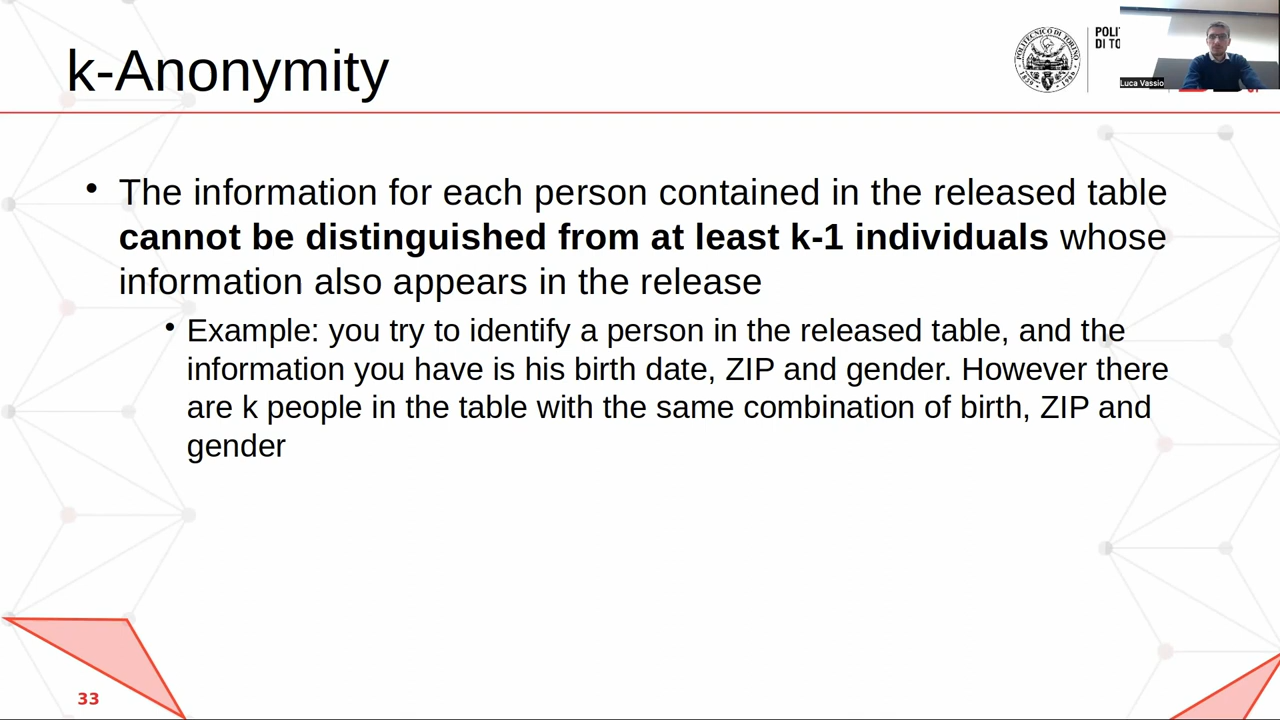 k-Anonymity
POLI
DI TO
Luca Vassio
• The information for each person contained in the released table
cannot be distinguished from at least k-1 individuals whose
information also appears in the release
• Example: you try to identify a person in the released table, and the
information you have is his birth date, ZIP and gender. However there
are k people in the table with the same combination of birth, ZIP and
gender
33